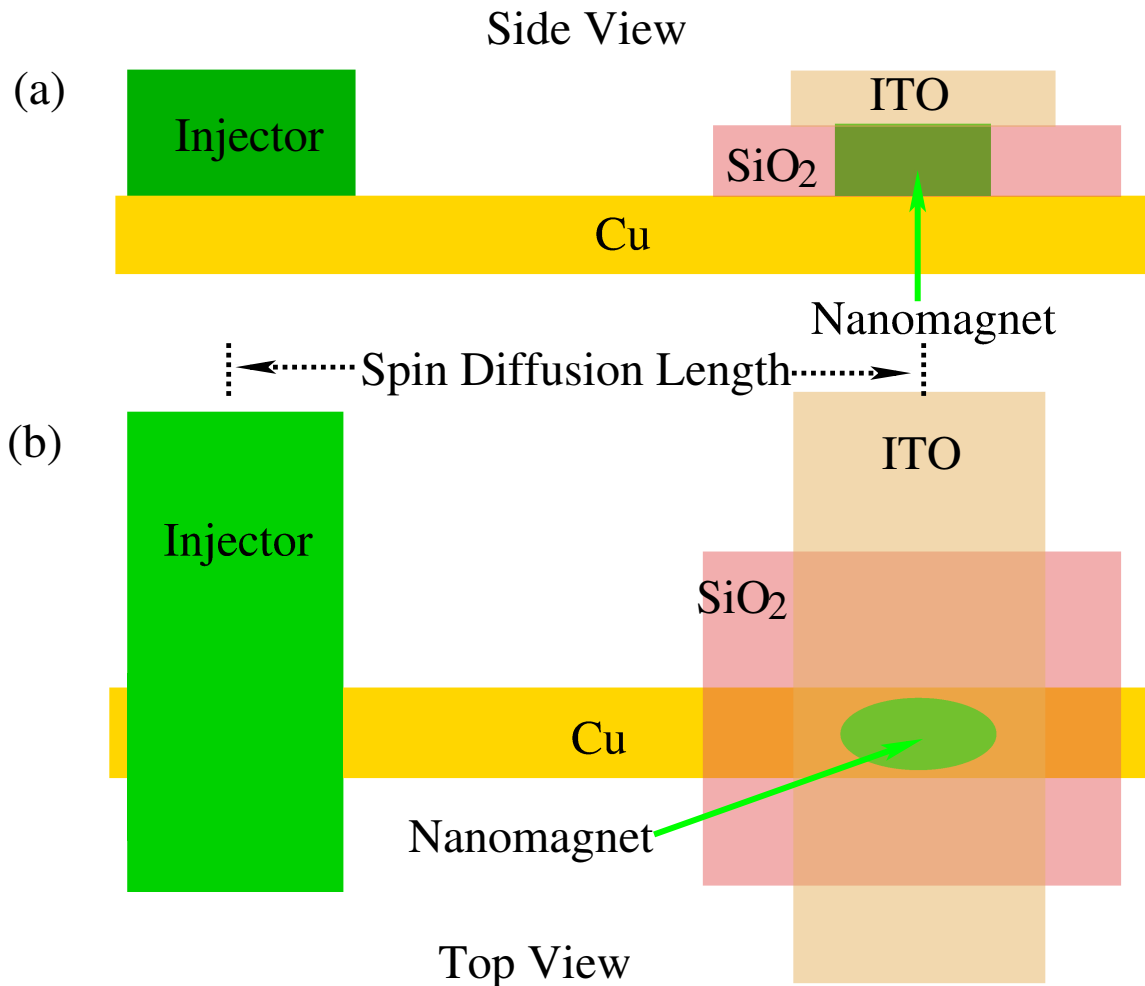 Side View
(a)
Injector
ITO
SiO2
Cu
Nanomagnet
Spin Diffusion Length
(b)
ITO
Injector
SiO2
Cu
Nanomagnet
Top View